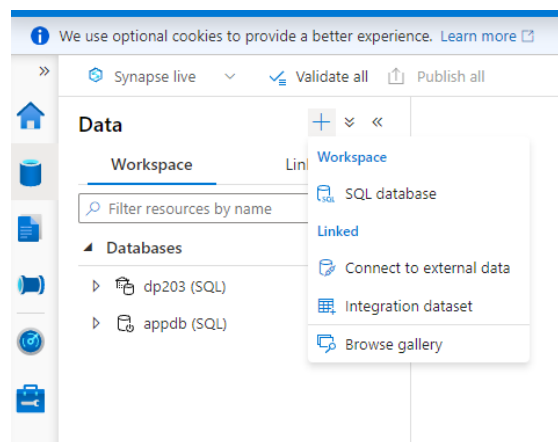 We use optional cookies to provide a better experience. Learn more
Synapse live Validate all Publish all
Data
Workspace Lin
Filter resources by name
Databases
dp203 (SQL)
appdb (SQL)
Workspace
SQL database
Linked
Connect to external data
Integration dataset
Browse gallery